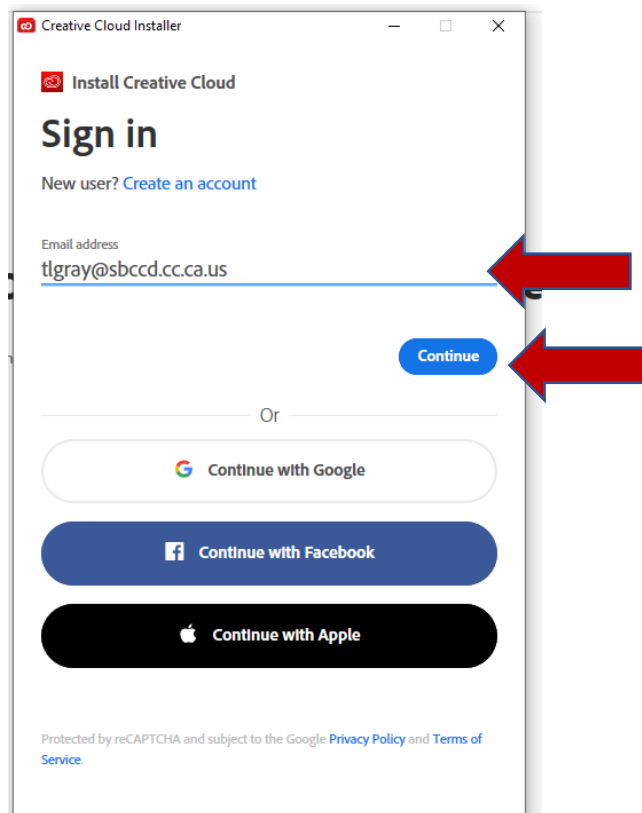 Creative Cloud Installer
Install Creative Cloud
Sign in
New user? Create an account
Email address
tlgray@sbccd.cc.ca.us
Continue
Or
Continue with Google
Continue with Facebook
Continue with Apple
Protected by reCAPTCHA and subject to the Google Privacy Policy and Terms of
Service.